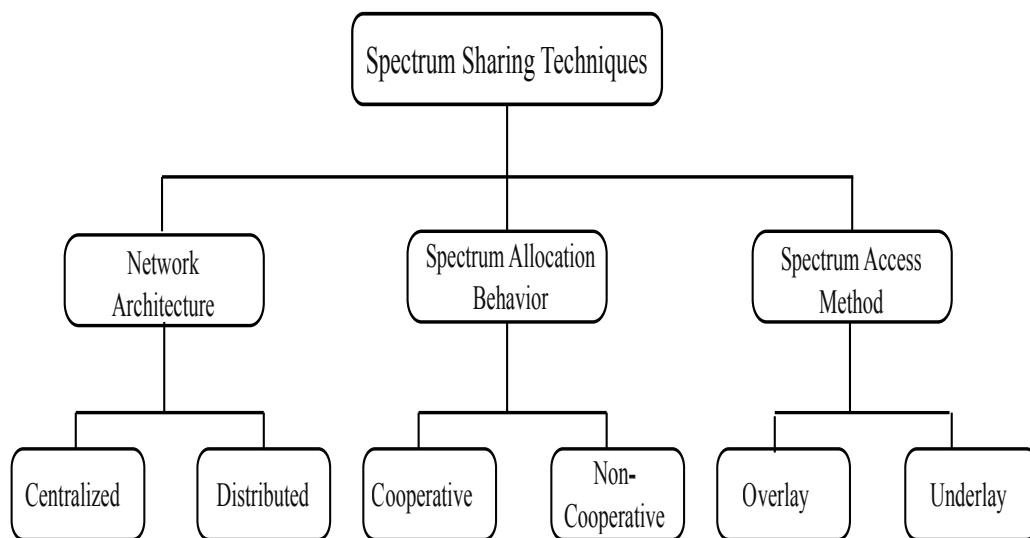 Spectrum Sharing Techniques
Network
Architecture
Spectrum Allocation
Behavior
Spectrum Access
Method
Centralized
Distributed
Cooperative
Non-
Cooperative
Overlay
Underlay